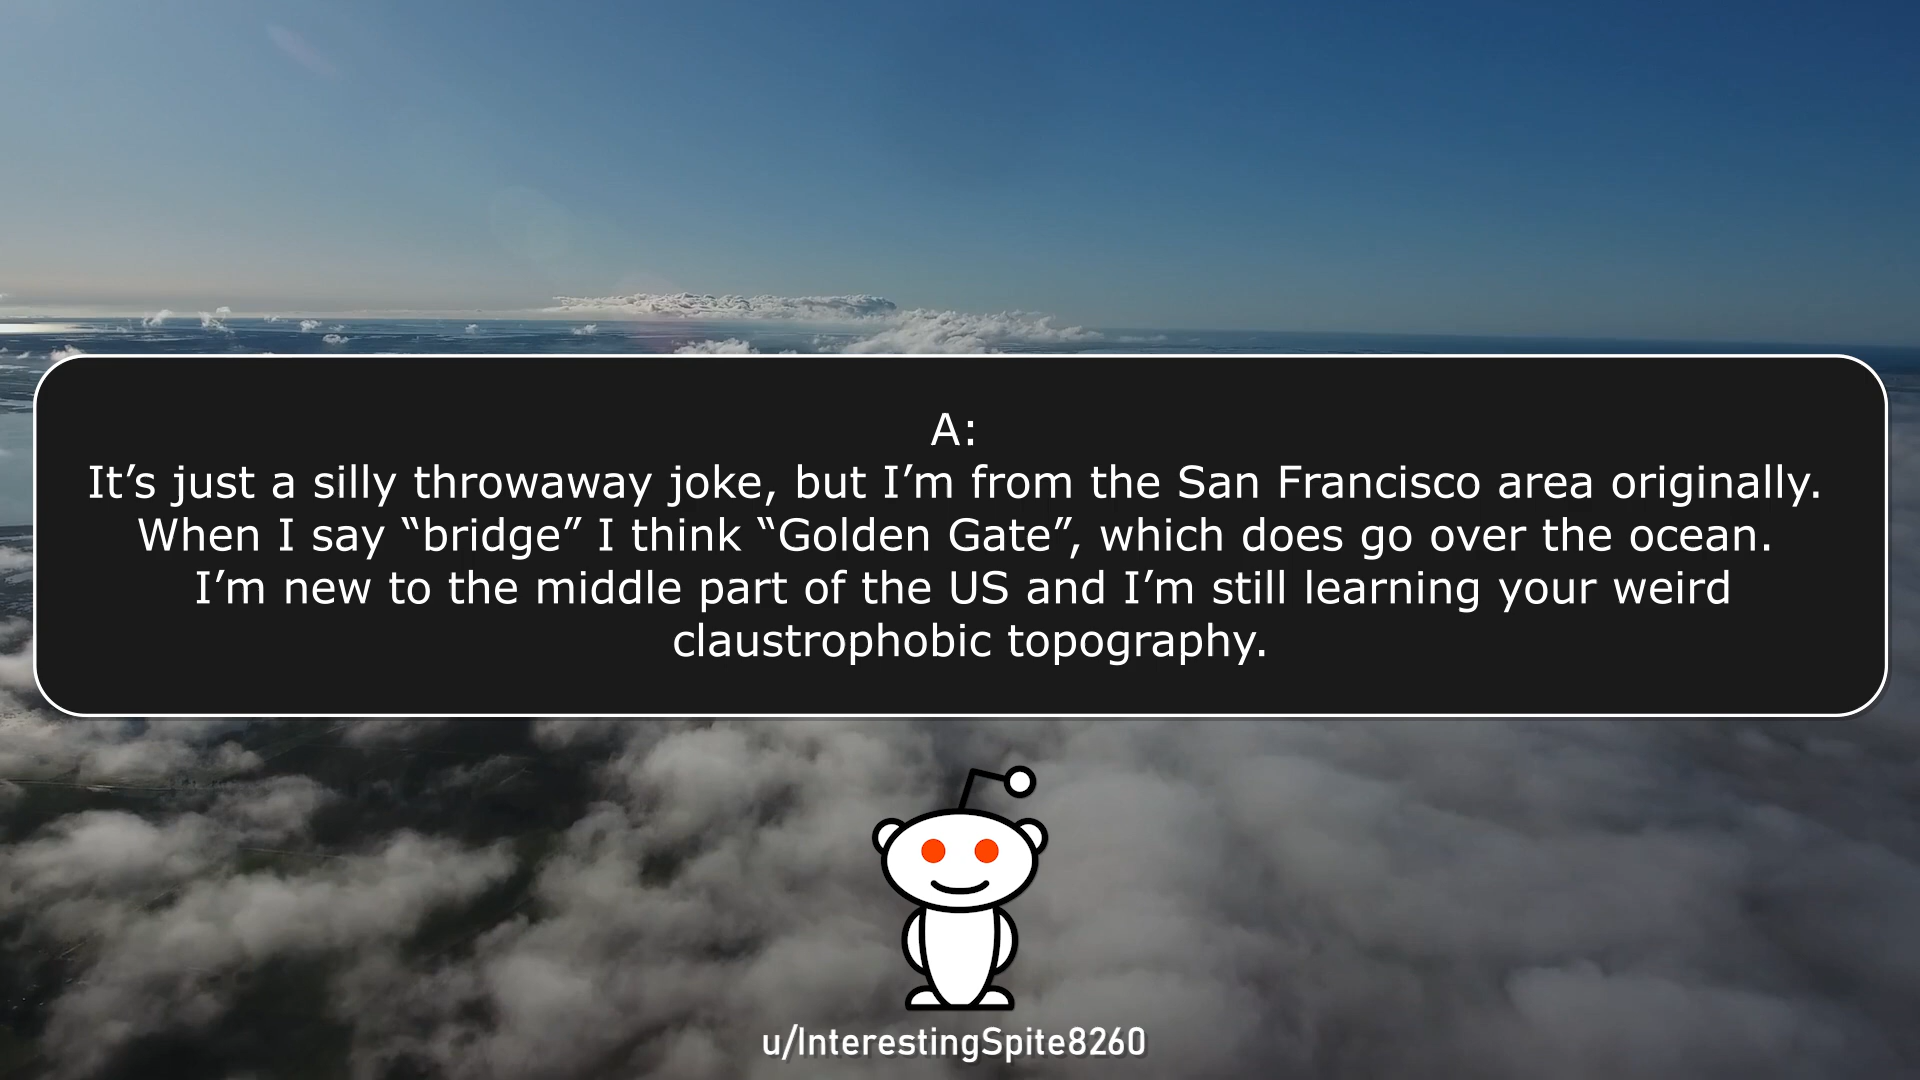 A:
It’s just a silly throwaway joke, but I’m from the San Francisco area originally.
When I say “bridge” I think “Golden Gate”, which does go over the ocean.
I’m new to the middle part of the US and I’m still learning your weird
claustrophobic topography.
u/InterestingSpite8260